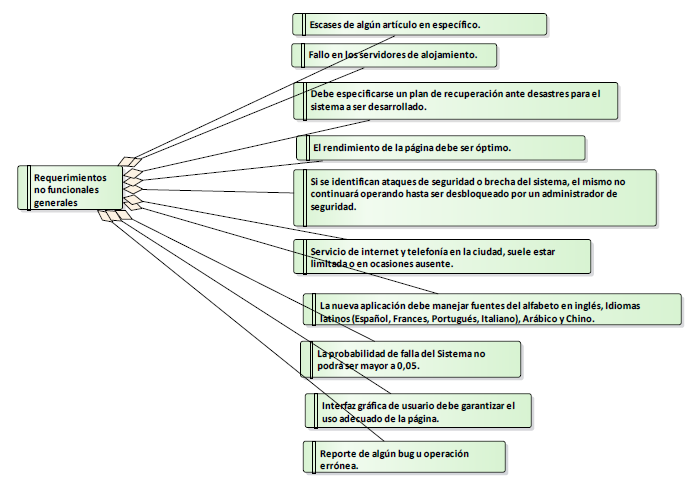 Escases de algún artículo en específico.
Fallo en los servidores de alojamiento.
Debe especificarse un plan de recuperación ante desastres para el
sistema a ser desarrollado.
El rendimiento de la página debe ser óptimo.
Requerimientos
no funcionales
generales
Si se identifican ataques de seguridad o brecha del sistema, el mismo no
continuará operando hasta ser desbloqueado por un administrador de
seguridad.
Servicio de internet y telefonía en la ciudad, suele estar
limitada o en ocasiones ausente.
La nueva aplicación debe manejar fuentes del alfabeto en inglés, Idiomas
latinos (Español, Frances, Portugués, Italiano), Arábico y Chino.
La probabilidad de falla del Sistema no
podrá ser mayor a 0,05.
Interfaz gráfica de usuario debe garantizar el
uso adecuado de la página.
Reporte de algún bug u operación
errónea.